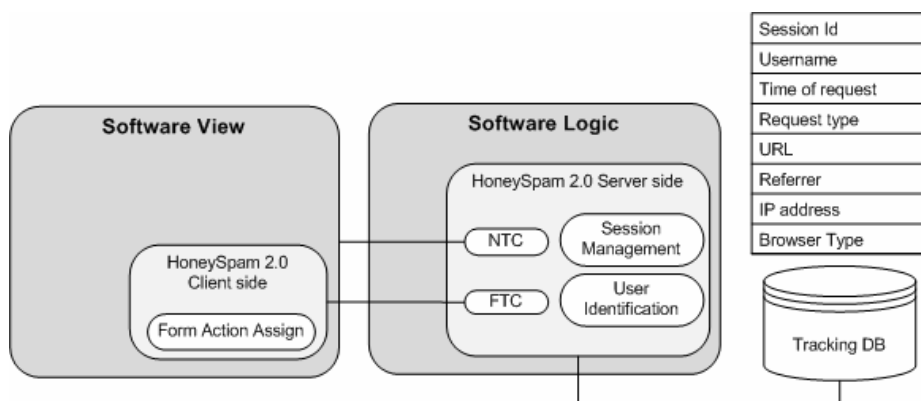 Software View
HoneySpam 2.0
Client side
Form Action Assign
Software Logic
HoneySpam 2.0 Server side
NTC
Session
Management
FTC
User
Identification
Session Id
Username
Time of request
Request type
URL
Referrer
IP address
Browser Type
Tracking DB